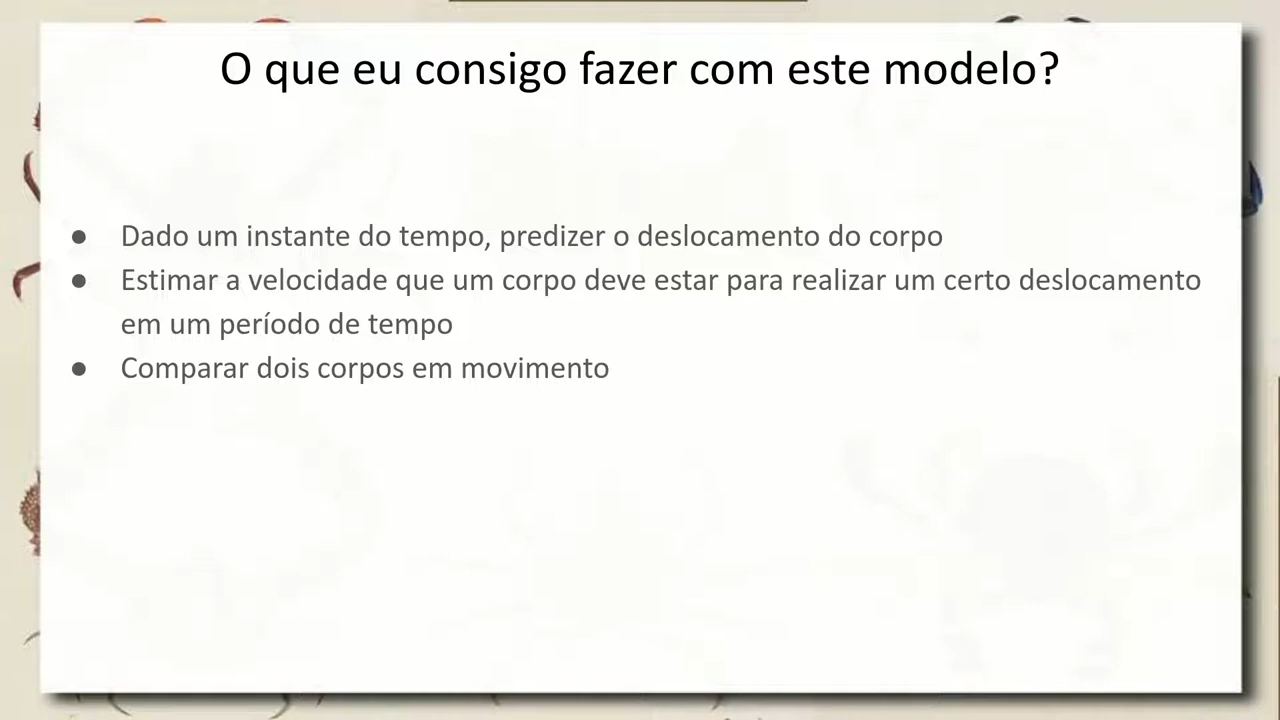 O que eu consigo fazer com este modelo?
● Dado um instante do tempo, predizer o deslocamento do corpo
● Estimar a velocidade que um corpo deve estar para realizar um certo deslocamento
em um período de tempo
● Comparar dois corpos em movimento